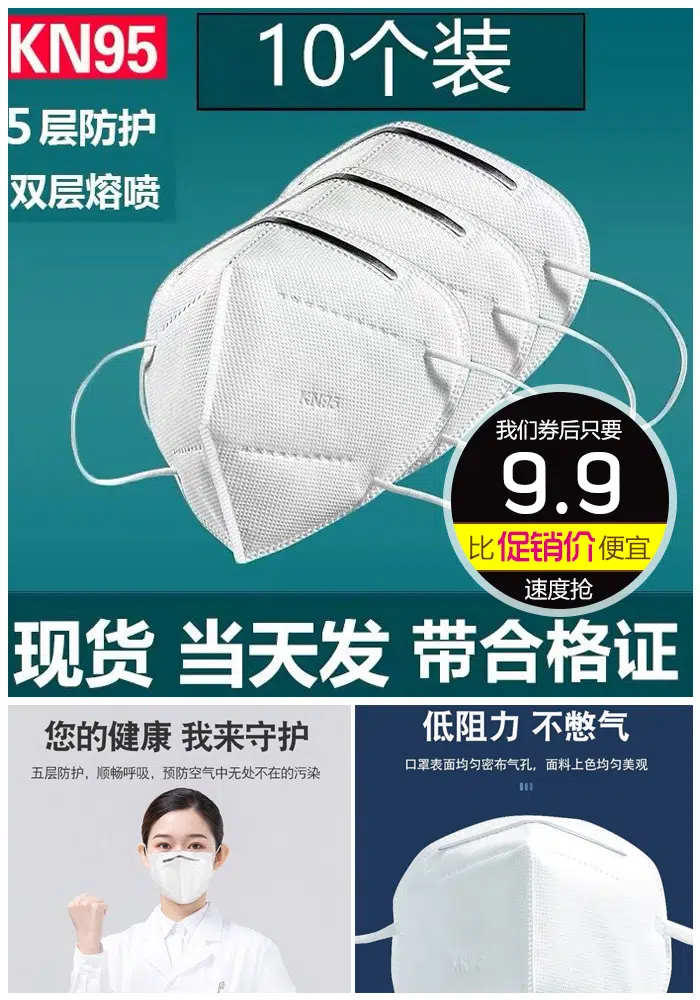 KN95
10个装
5层防护
双层熔喷
KN95
我们券后只要
9.9
比促销价便宜
速度抢
现货 当天发 带合格证
您的健康 我来守护
五层防护，顺畅呼吸，预防空气中无处不在的污染
低阻力 不憋气
口罩表面均匀密布气孔，面料上色均匀美观
KN95